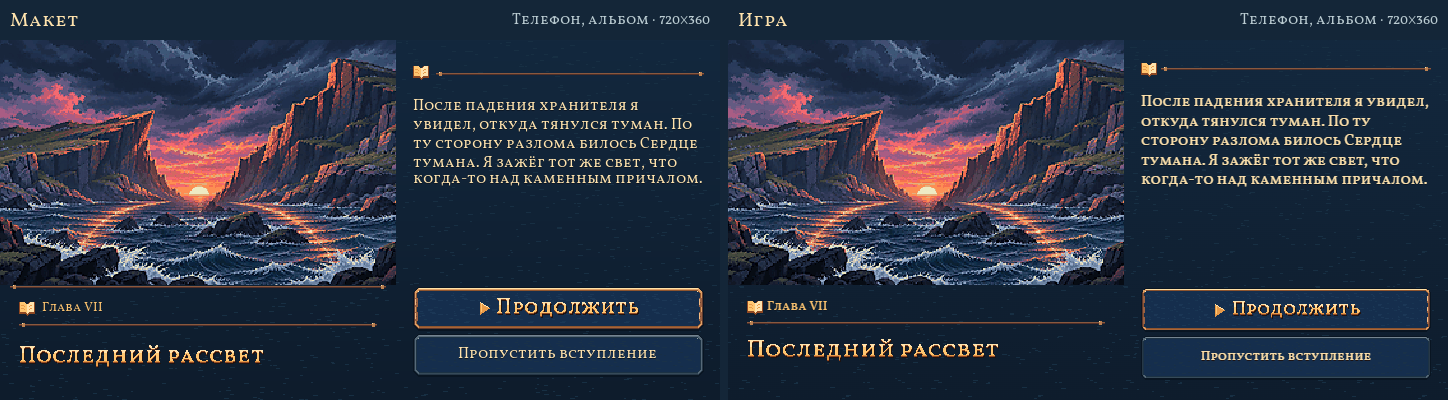 Макет
Телефон, альбом · 720×360
После падения хранителя я
увидел, откуда тянулся туман. По
ту сторону разлома билось Сердце
тумана. Я зажёг тот же свет, что
когда-то над каменным причалом.
Глава VII
Последний рассвет
Продолжить
Пропустить вступление
Игра
Телефон, альбом · 720×360
После падения хранителя я увидел,
откуда тянулся туман. По ту
сторону разлома билось Сердце
тумана. Я зажёг тот же свет, что
когда-то над каменным причалом.
Глава VII
Последний рассвет
Продолжить
Пропустить вступление